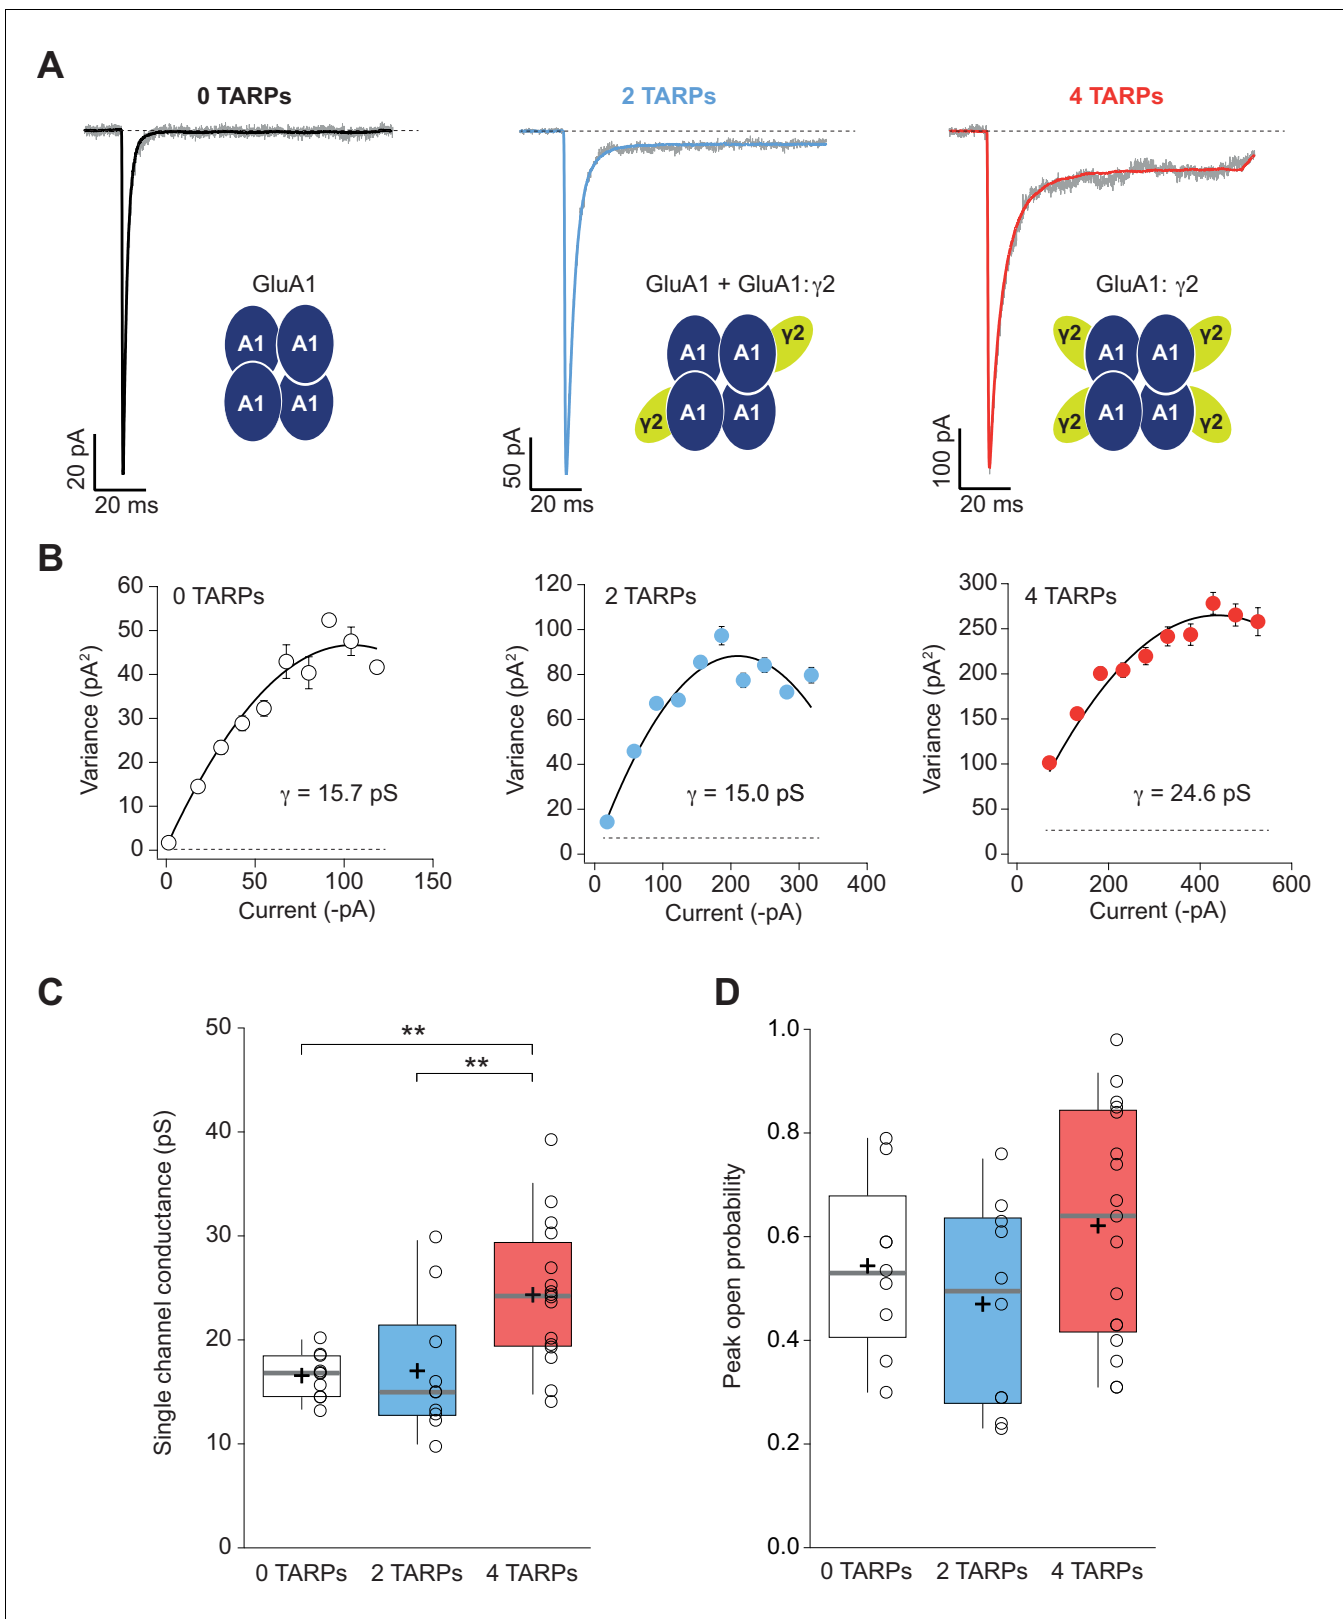 A
0 TARPs
2 TARPs
4 TARPs
GluA1
GluA1 + GluA1:γ2
GluA1: γ2
A1 A1
A1 A1
A1 A1 γ2
γ2 A1 A1
γ2 A1 A1 γ2
γ2 A1 A1 γ2
20 pA
20 ms
50 pA
20 ms
100 pA
20 ms
B
0 TARPs
Variance (pA²)
60
50
40
30
20
10
0
γ = 15.7 pS
0 50 100 150
Current (-pA)
2 TARPs
Variance (pA²)
120
100
80
60
40
20
0
γ = 15.0 pS
0 100 200 300 400
Current (-pA)
4 TARPs
Variance (pA²)
300
250
200
150
100
50
0
γ = 24.6 pS
0 200 400 600
Current (-pA)
C
Single channel conductance (pS)
50
40
30
20
10
0
**
**
0 TARPs 2 TARPs 4 TARPs
D
Peak open probability
1.0
0.8
0.6
0.4
0.2
0.0
0 TARPs 2 TARPs 4 TARPs